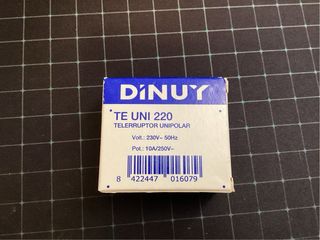 DiNUY
TE UNI 220
TELERRUPTOR UNIPOLAR
Volt.: 230V~ 50Hz
Pot.: 10A/250V~
8 422447 016079